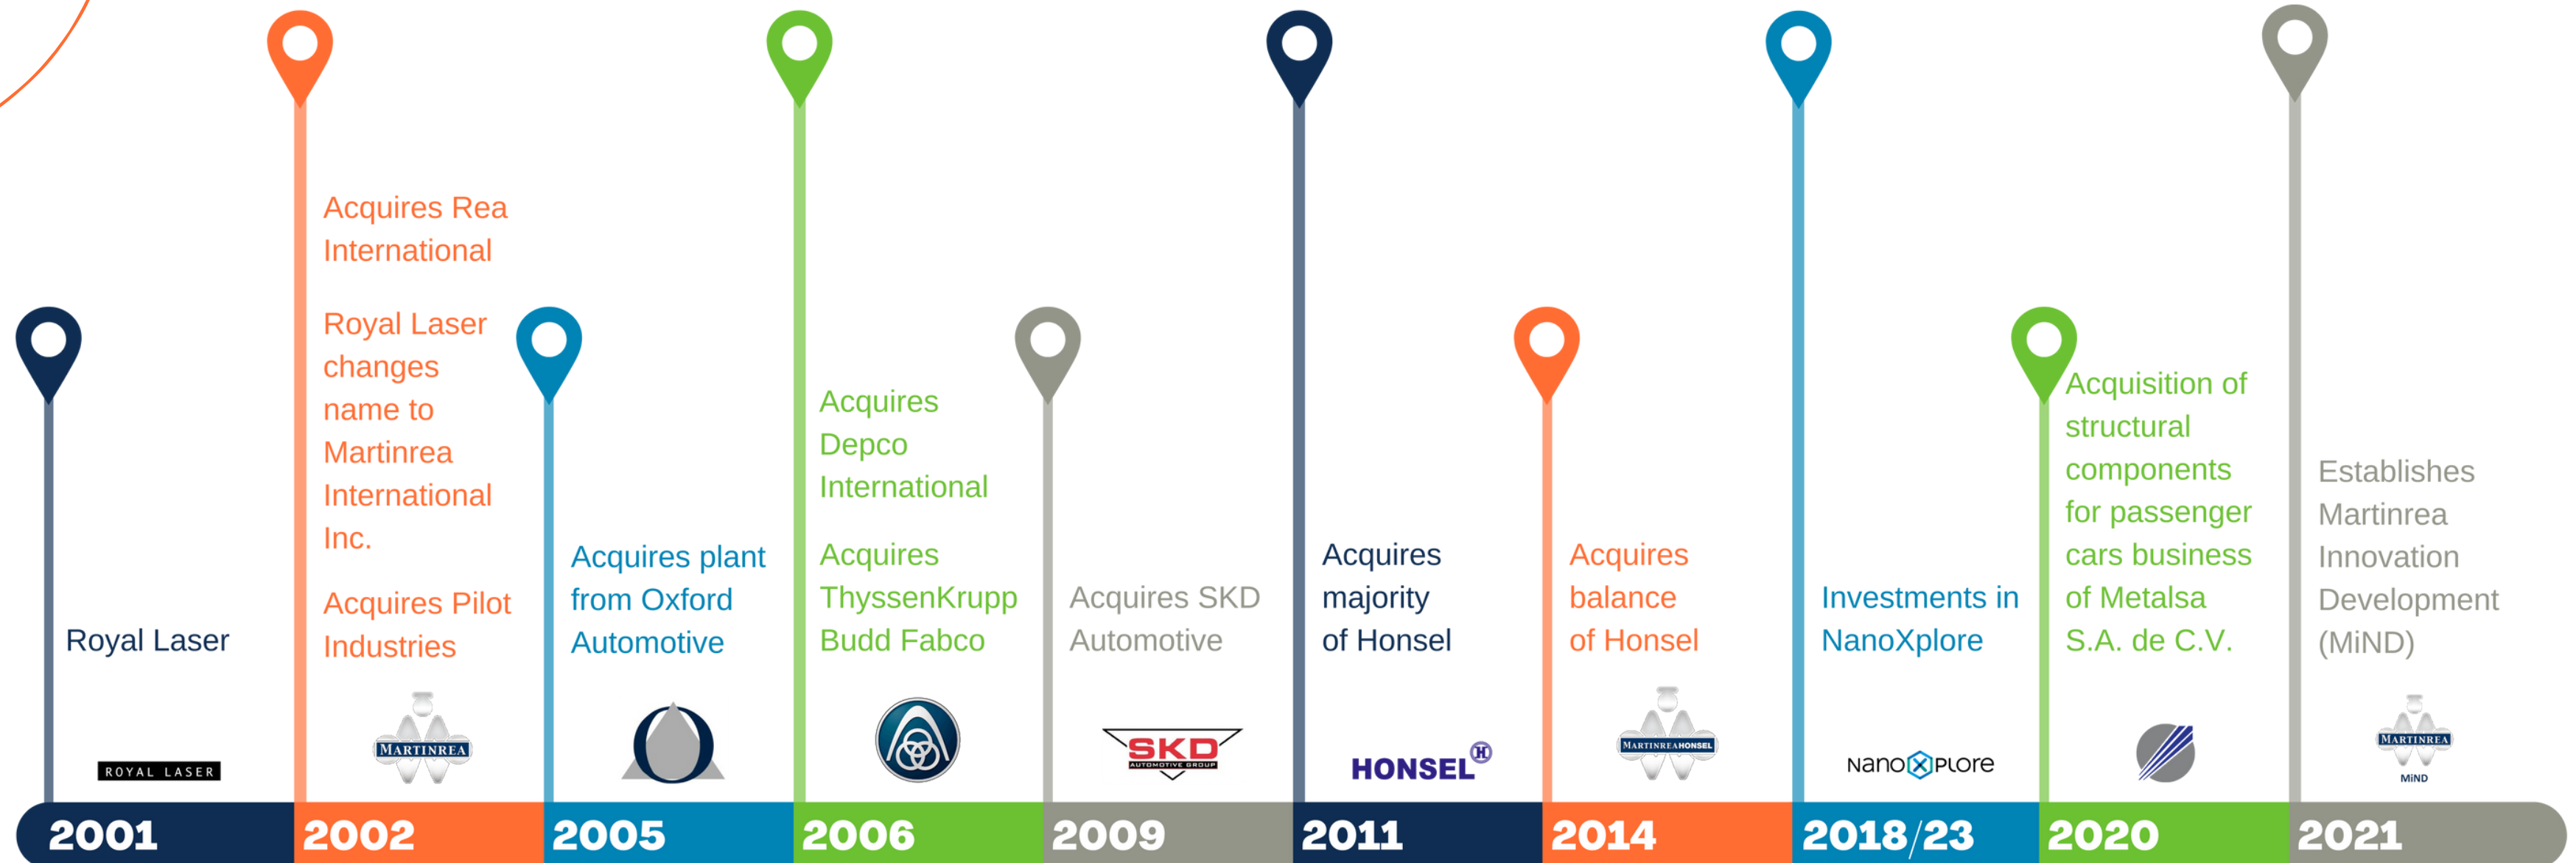 Royal Laser
ROYAL LASER
2001
Acquires Rea
International
Royal Laser
changes
name to
Martinrea
International
Inc.
Acquires Pilot
Industries
MARTINREA
2002
Acquires plant
from Oxford
Automotive
2005
Acquires
Depco
International
Acquires
ThyssenKrupp
Budd Fabco
2006
Acquires SKD
Automotive
SKD
AUTOMOTIVE GROUP
2009
Acquires
majority
of Honsel
HONSEL H
2011
Acquires
balance
of Honsel
MARTINREAHONSEL
2014
Investments in
NanoXplore
NanoXplore
2018/23
Acquisition of
structural
components
for passenger
cars business
of Metalsa
S.A. de C.V.
2020
Establishes
Martinrea
Innovation
Development
(MiND)
MARTINREA
MiND
2021